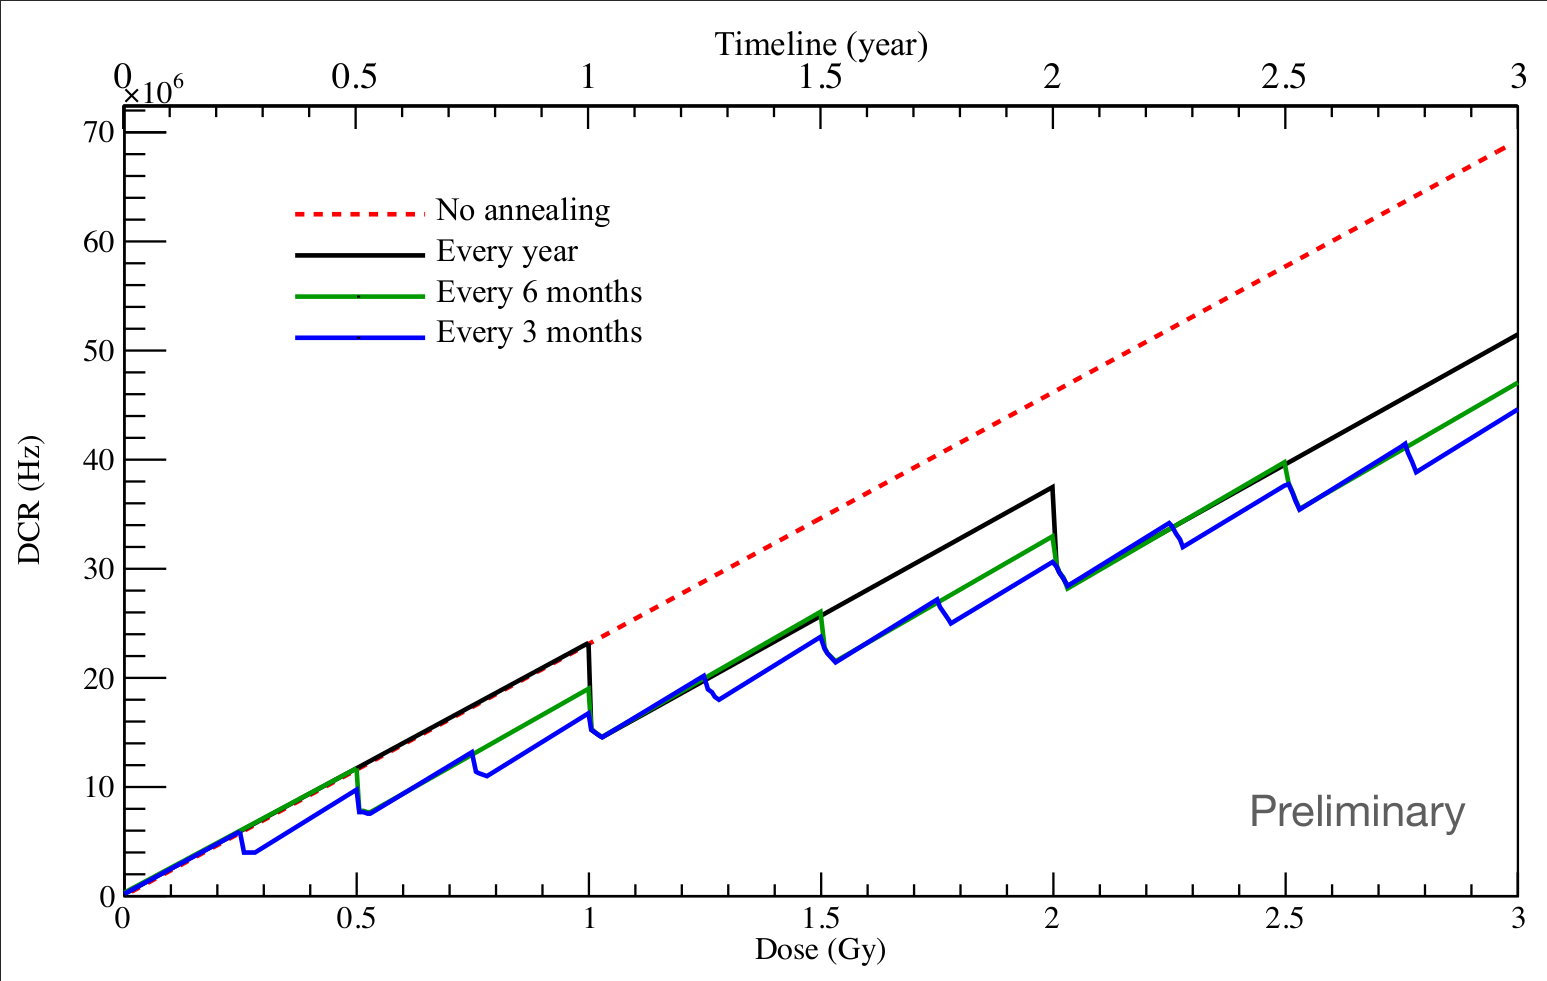 Timeline (year)
0 0.5 1 1.5 2 2.5 3
×10⁶
70
60
50
40
30
20
10
0
DCR (Hz)
No annealing
Every year
Every 6 months
Every 3 months
Preliminary
0 0.5 1 1.5 2 2.5 3
Dose (Gy)